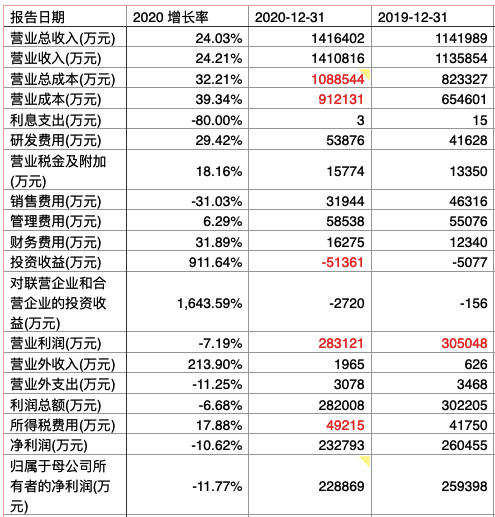 报告日期 2020 增长率 2020-12-31 2019-12-31
营业总收入(万元) 24.03% 1416402 1141989
营业收入(万元) 24.21% 1410816 1135854
营业总成本(万元) 32.21% 1088544 823327
营业成本(万元) 39.34% 912131 654601
利息支出(万元) -80.00% 3 15
研发费用(万元) 29.42% 53876 41628
营业税金及附加
(万元) 18.16% 15774 13350
销售费用(万元) -31.03% 31944 46316
管理费用(万元) 6.29% 58538 55076
财务费用(万元) 31.89% 16275 12340
投资收益(万元) 911.64% -51361 -5077
对联营企业和合
营企业的投资收 1,643.59% -2720 -156
益(万元)
营业利润(万元) -7.19% 283121 305048
营业外收入(万元) 213.90% 1965 626
营业外支出(万元) -11.25% 3078 3468
利润总额(万元) -6.68% 282008 302205
所得税费用(万元) 17.88% 49215 41750
净利润(万元) -10.62% 232793 260455
归属于母公司所
有者的净利润(万 -11.77% 228869 259398
元)